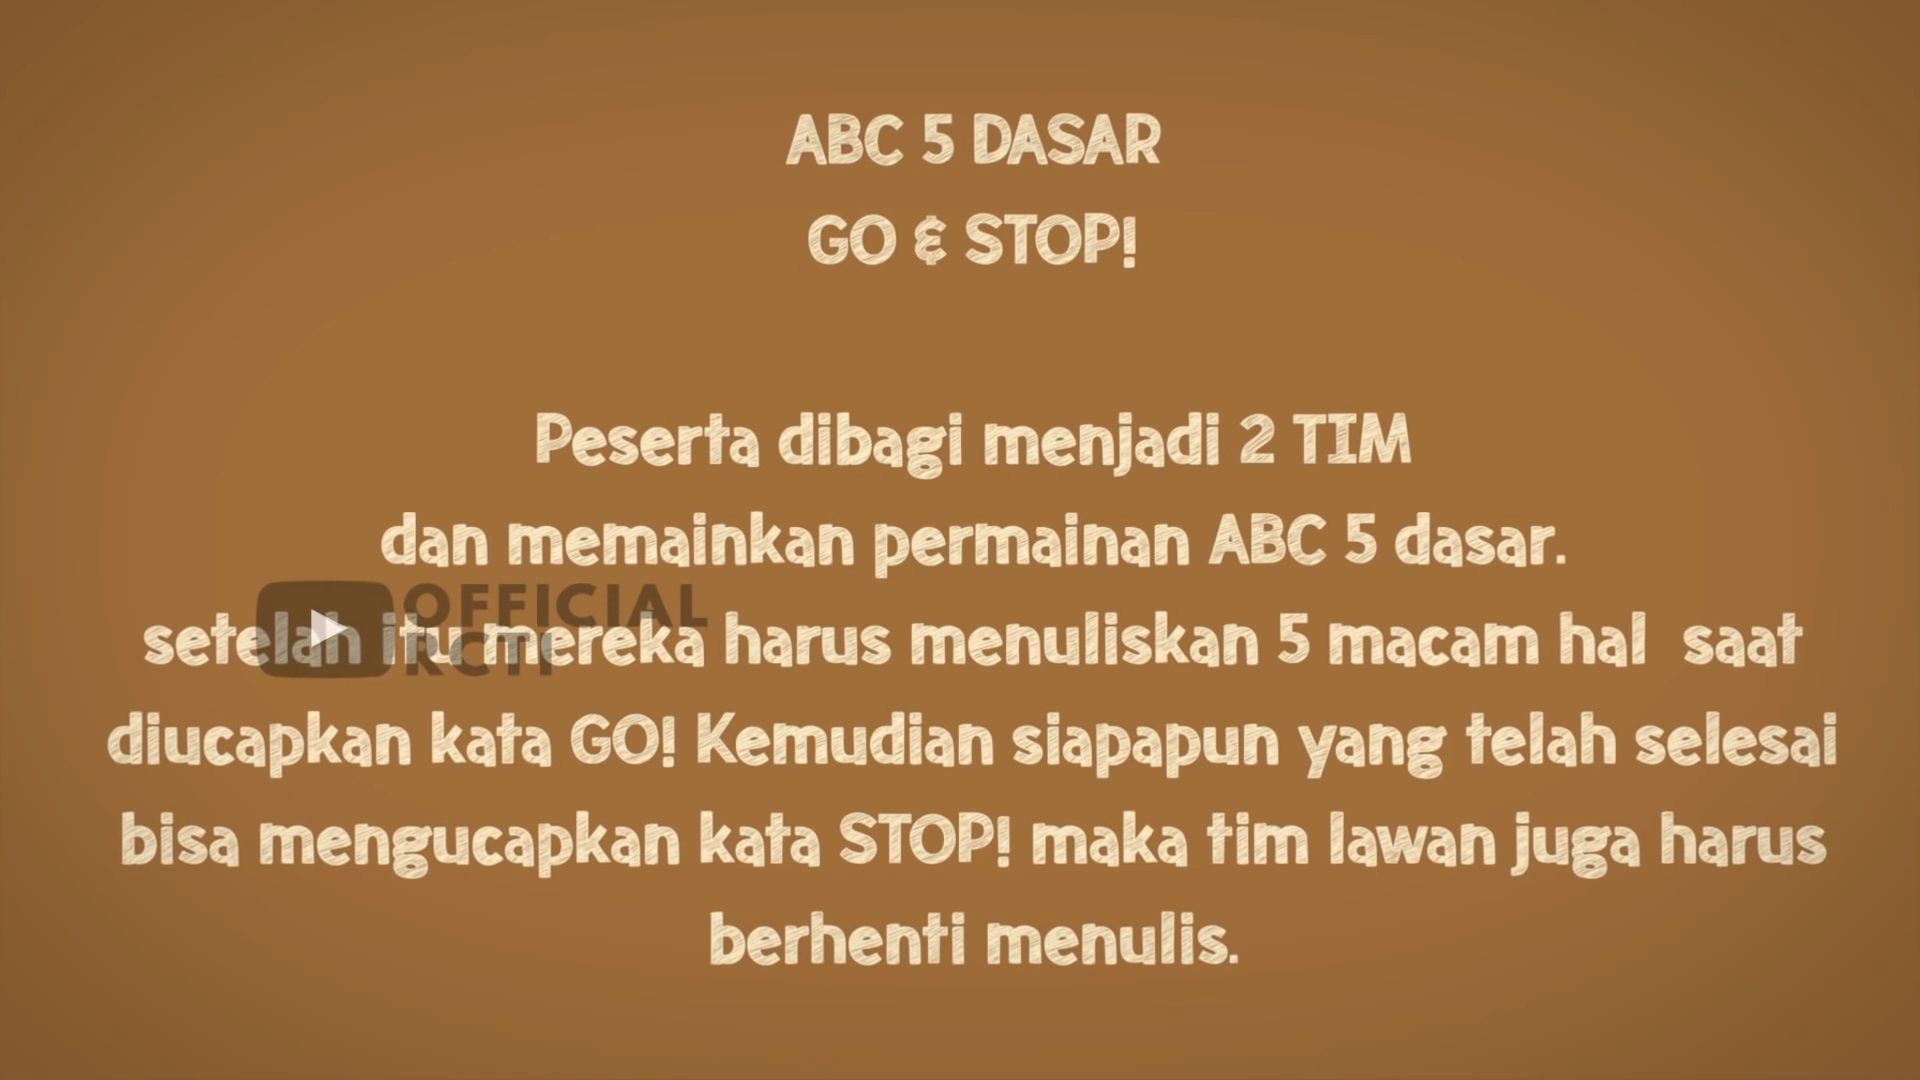 ABC 5 DASAR
GO & STOP!
Peserta dibagi menjadi 2 TIM
dan memainkan permainan ABC 5 dasar.
OFFICIAL
RCTI
setelah itu mereka harus menuliskan 5 macam hal saat
diucapkan kata GO! Kemudian siapapun yang telah selesai
bisa mengucapkan kata STOP! maka tim lawan juga harus
berhenti menulis.